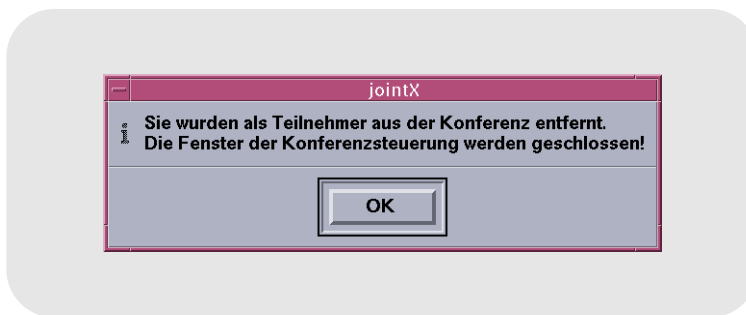 jointX
Sie wurden als Teilnehmer aus der Konferenz entfernt.
Die Fenster der Konferenzsteuerung werden geschlossen!
OK